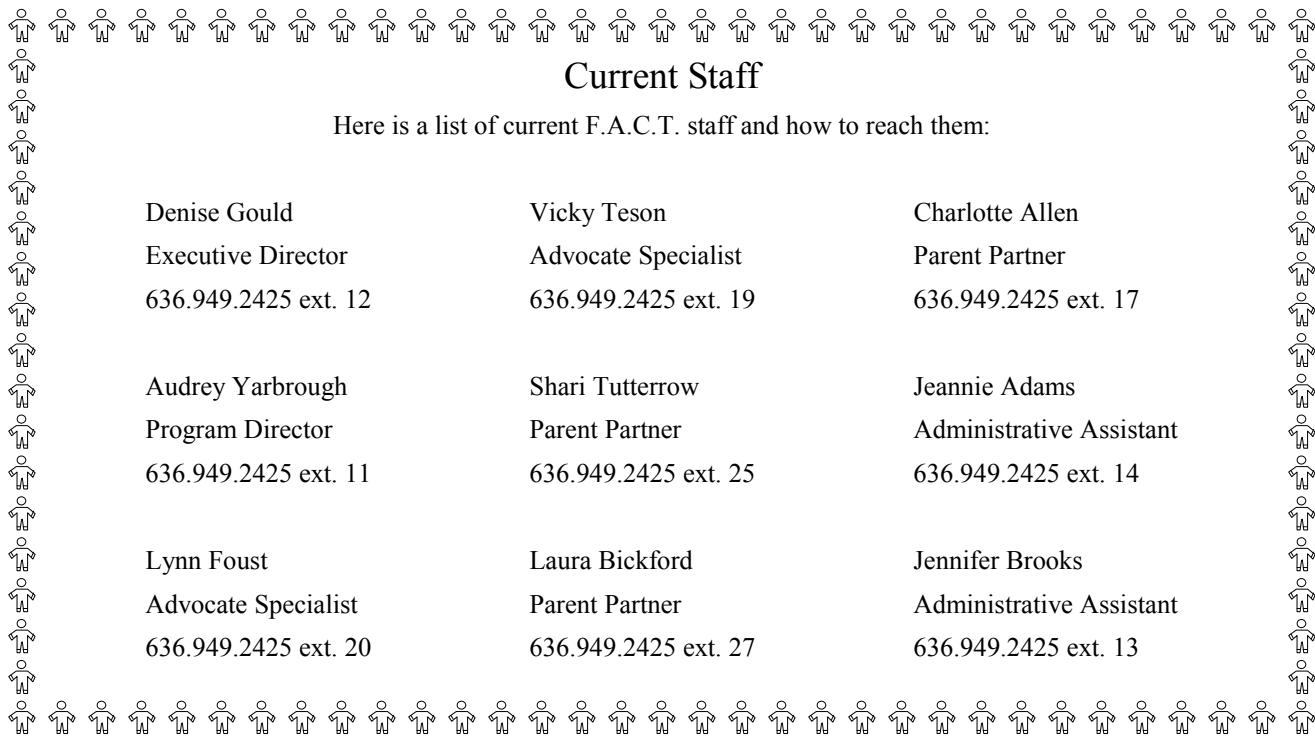 Current Staff
Here is a list of current F.A.C.T. staff and how to reach them:
Denise Gould
Executive Director
636.949.2425 ext. 12
Audrey Yarbrough
Program Director
636.949.2425 ext. 11
Lynn Foust
Advocate Specialist
636.949.2425 ext. 20
Vicky Teson
Advocate Specialist
636.949.2425 ext. 19
Shari Tutterrow
Parent Partner
636.949.2425 ext. 25
Laura Bickford
Parent Partner
636.949.2425 ext. 27
Charlotte Allen
Parent Partner
636.949.2425 ext. 17
Jeannie Adams
Administrative Assistant
636.949.2425 ext. 14
Jennifer Brooks
Administrative Assistant
636.949.2425 ext. 13